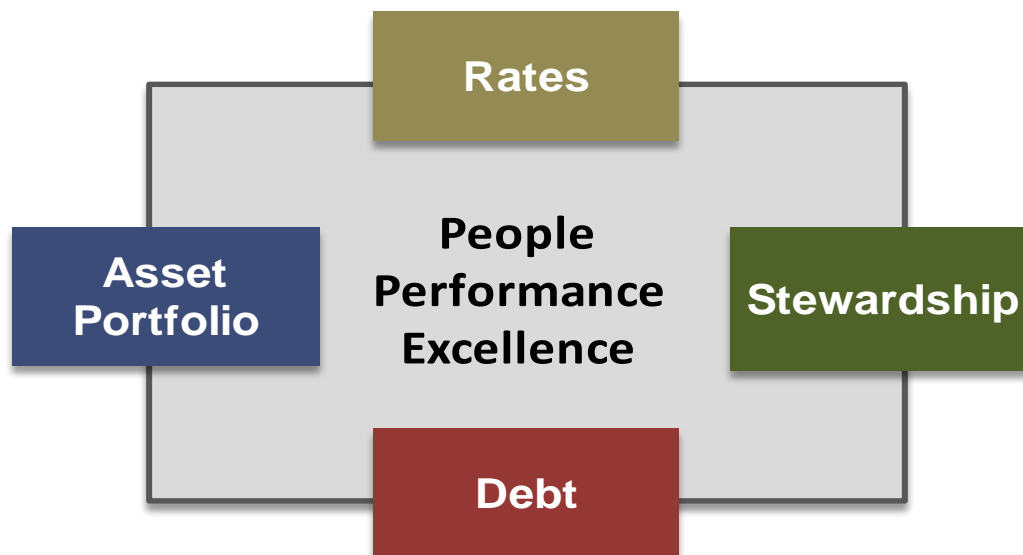 Rates
People
Performance
Excellence
Asset
Portfolio
Stewardship
Debt